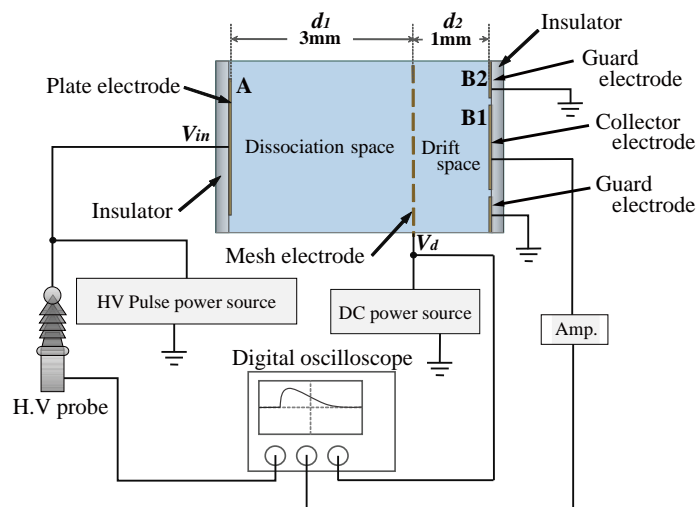 d1
d2
3mm
1mm
Insulator
Plate electrode
A
B2
Guard
electrode
B1
Vin
Collector
electrode
Dissociation space
Drift
space
Guard
electrode
Insulator
Mesh electrode
Vd
HV Pulse power source
DC power source
Amp.
Digital oscilloscope
H.V probe